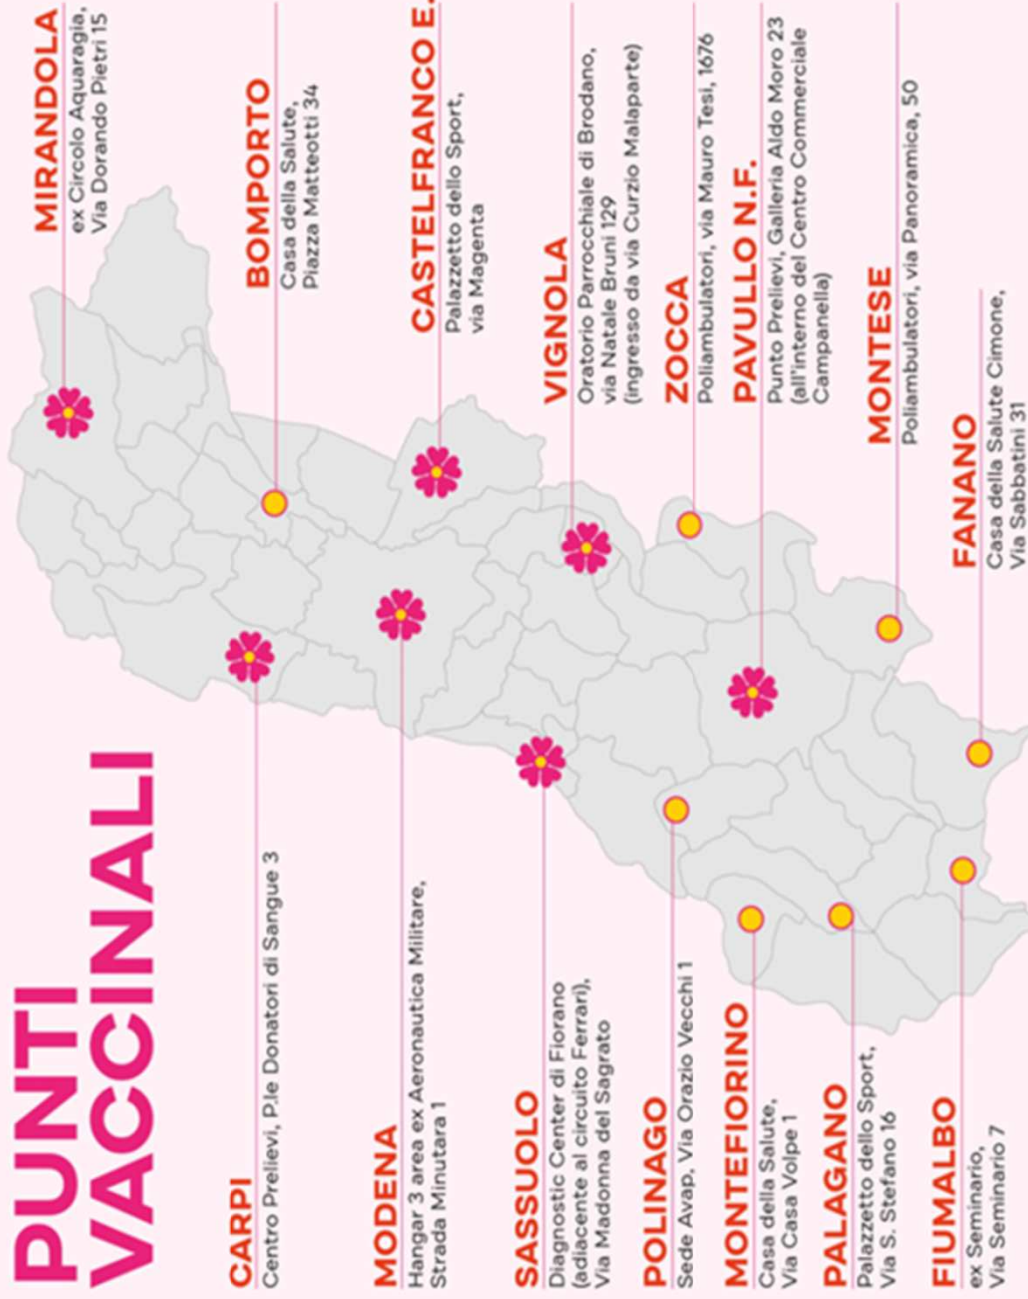 PUNTI
VACCINALI
CARPI
Centro Prelievi, P.le Donatori di Sangue 3
MODENA
Hangar 3 area ex Aeronautica Militare,
Strada Minutara 1
SASSUOLO
Diagnostic Center di Fiorano
(adiacente al circuito Ferrari),
Via Madonna del Sagrato
POLINAGO
Sede Avap, Via Orazio Vecchi 1
MONTEFIORINO
Casa della Salute,
Via Casa Volpe 1
PALAGANO
Palazzetto dello Sport,
Via S. Stefano 16
FIUMALBO
ex Seminario,
Via Seminario 7
MIRANDOLA
ex Circolo Aquaragia,
Via Dorando Pietri 15
BOMPORTO
Casa della Salute,
Piazza Matteotti 34
CASTELFRANCO E.
Palazzetto dello Sport,
via Magenta
VIGNOLA
Oratorio Parrocchiale di Brodano,
via Natale Bruni 129
(ingresso da via Curzio Malaparte)
ZOCCA
Poliambulatori, via Mauro Tesi, 1676
PAVULLO N.F.
Punto Prelievi, Galleria Aldo Moro 23
(all'interno del Centro Commerciale
Campanella)
MONTESE
Poliambulatori, via Panoramica, 50
FANANO
Casa della Salute Cimone,
Via Sabbatini 31